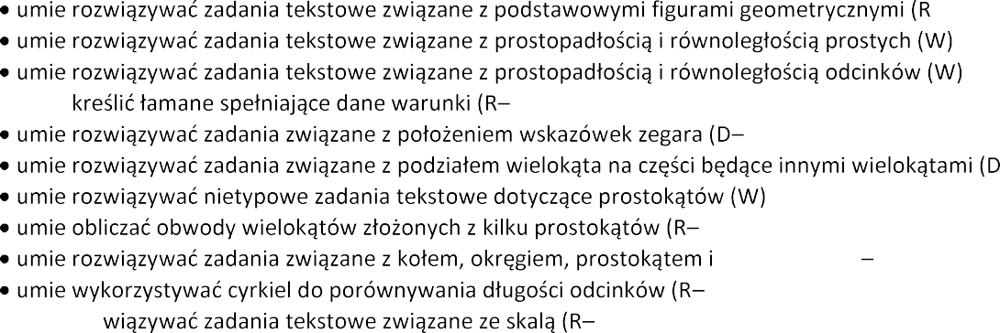 • umie rozwiązywać zadania tekstowe związane z podstawowymi figurami geometrycznymi (R
• umie rozwiązywać zadania tekstowe związane z prostopadłością i równoległością prostych (W)
• umie rozwiązywać zadania tekstowe związane z prostopadłością i równoległością odcinków (W)
kreślić łamane spełniające dane warunki (R–
• umie rozwiązywać zadania związane z położeniem wskazówek zegara (D–
• umie rozwiązywać zadania związane z podziałem wielokąta na części będące innymi wielokątami (D
• umie rozwiązywać nietypowe zadania tekstowe dotyczące prostokątów (W)
• umie obliczać obwody wielokątów złożonych z kilku prostokątów (R–
• umie rozwiązywać zadania związane z kołem, okręgiem, prostokątem i –
• umie wykorzystywać cyrkiel do porównywania długości odcinków (R–
wiązywać zadania tekstowe związane ze skalą (R–